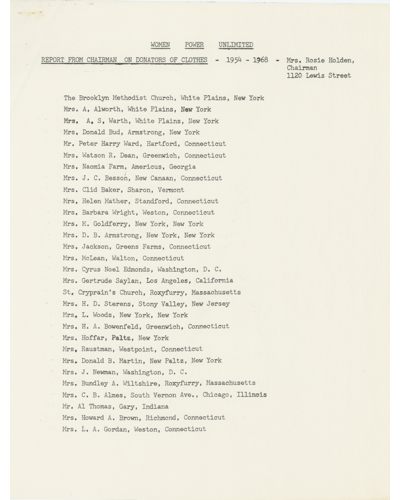 WOMEN POWER UNLIMITED
REPORT FROM CHAIRMAN ON DONATORS OF CLOTHES - 1954 - 1968 - Mrs. Rozie Holden,
Chairman
1120 Lewis Street
The Brooklyn Methodist Church, White Plains, New York
Mrs. A, Alworth, White Plains, New York
Mrs. A, S, Warth, White Plains, New York
Mrs. Donald Bud, Armstrong, New York
Mr. Peter Harry Ward, Hartford, Connecticut
Mrs. Watson R. Dean, Greenwich, Connecticut
Mrs. Naomia Farm, Americus, Georgia
Mrs. J. C. Besson, New Canaan, Connecticut
Mrs. Clid Baker, Sharon, Vermont
Mrs. Helen Mather, Standford, Connecticut
Mrs. Barbara Wright, Weston, Connecticut
Mrs. K. Goldferry, New York, New York
Mrs. D. B. Armstrong, New York, New York
Mrs, Jackson, Greens Farms, Connecticut
Mrs. McLean, Walton, Connecticut
Mrs. Cyrus Noel Edmonds, Washington, D. C.
Mrs. Gertrude Saylan, Los Angeles, California
St. Cryprain's Church, Roxyfurry, Massachusetts
Mrs. H. D. Sterens, Stony Valley, New Jersey
Mrs, L. Woods, New York, New York
Mrs. H. A. Bowenfeld, Greenwich, Connecticut
Mrs. Hoffar, Paltz, New York
Mrs, Raustman, Westpoint, Connecticut
Mrs, Donald B. Martin, New Paltz, New York
Mrs. J. Newman, Washington, D. C.
Mrs. Bundley A. Wiltshire, Roxyfurry, Massachusetts
Mrs. C. B. Almes, South Vernon Ave., Chicago, Illinois
Mr. Al Thomas, Gary, Indiana
Mrs. Howard A. Brown, Richmond, Connecticut
Mrs. L. A. Gordan, Weston, Connecticut